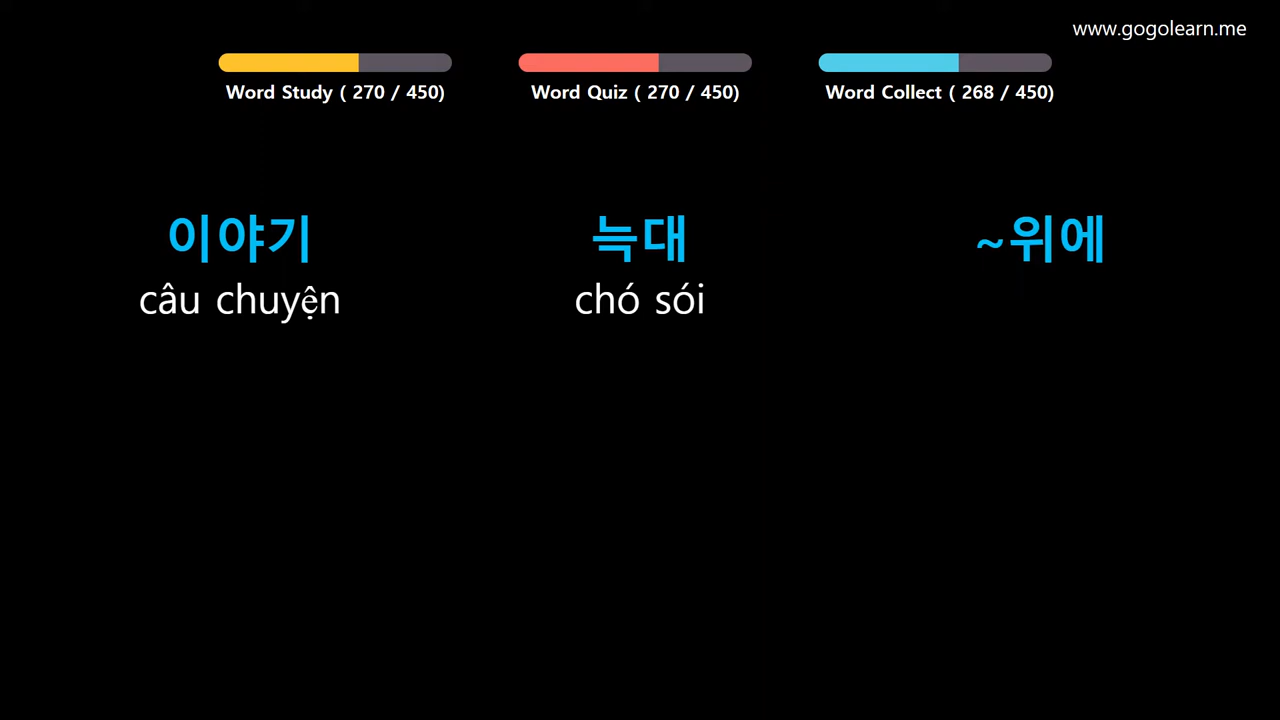 www.gogolearn.me
Word Study ( 270 / 450)
Word Quiz ( 270 / 450)
Word Collect ( 268 / 450)
이야기
câu chuyện
늑대
chó sói
~위에